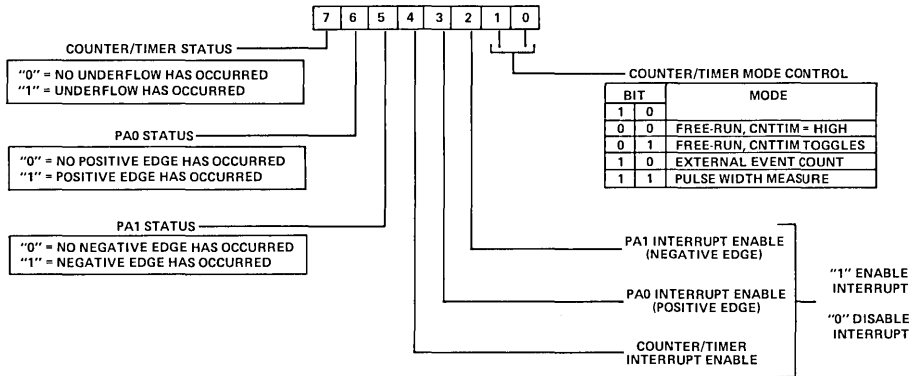 7 6 5 4 3 2 1 0
COUNTER/TIMER STATUS
"0" = NO UNDERFLOW HAS OCCURRED
"1" = UNDERFLOW HAS OCCURRED
COUNTER/TIMER MODE CONTROL
BIT MODE
1 0
0 0 FREE-RUN, CNTTIM = HIGH
0 1 FREE-RUN, CNTTIM TOGGLES
1 0 EXTERNAL EVENT COUNT
1 1 PULSE WIDTH MEASURE
PA0 STATUS
"0" = NO POSITIVE EDGE HAS OCCURRED
"1" = POSITIVE EDGE HAS OCCURRED
PA1 STATUS
"0" = NO NEGATIVE EDGE HAS OCCURRED
"1" = NEGATIVE EDGE HAS OCCURRED
PA1 INTERRUPT ENABLE
(NEGATIVE EDGE)
PA0 INTERRUPT ENABLE
(POSITIVE EDGE)
COUNTER/TIMER
INTERRUPT ENABLE
"1" ENABLE
INTERRUPT
"0" DISABLE
INTERRUPT